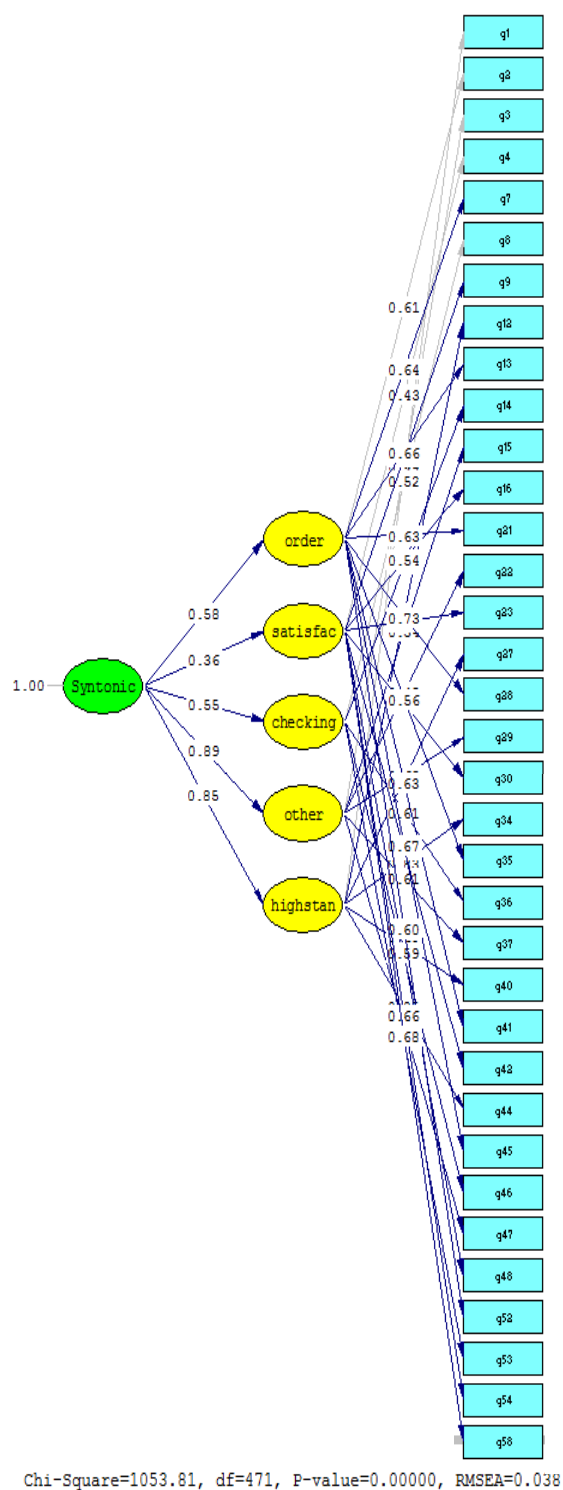 q1
q2
q3
q4
q7
q8
q9
q12
q13
q14
q15
q16
q21
q22
q23
q27
q28
q29
q30
q34
q35
q36
q37
q40
q41
q42
q44
q45
q46
q47
q48
q52
q53
q54
q58
order
satisfac
checking
other
highstan
Syntonic
1.00
0.58
0.36
0.55
0.89
0.85
0.61
0.64
0.43
0.66
0.52
0.63
0.54
0.73
0.56
0.63
0.61
0.67
0.61
0.60
0.59
0.66
0.68
Chi-Square=1053.81, df=471, P-value=0.00000, RMSEA=0.038